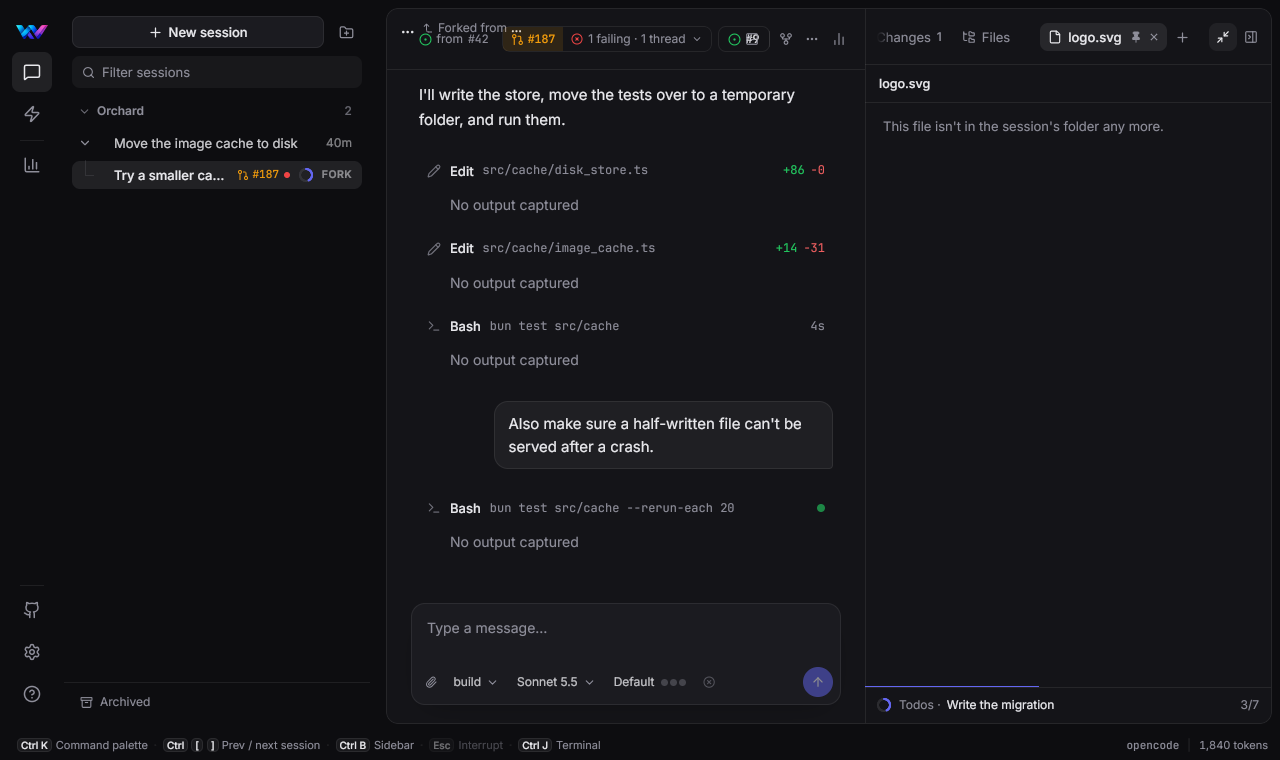 New session
Filter sessions
Orchard 2
Move the image cache to disk 40m
Try a smaller ca... #187 FORK
Archived
Forked from ...
from #42 #187 1 failing · 1 thread
I'll write the store, move the tests over to a temporary
folder, and run them.
Edit src/cache/disk_store.ts +86 -0
No output captured
Edit src/cache/image_cache.ts +14 -31
No output captured
Bash bun test src/cache 4s
No output captured
Also make sure a half-written file can't be
served after a crash.
Bash bun test src/cache --rerun-each 20
No output captured
Type a message...
build Sonnet 5.5 Default
Changes 1 Files logo.svg
logo.svg
This file isn't in the session's folder any more.
Todos · Write the migration 3/7
Ctrl K Command palette · Ctrl [ ] Prev / next session · Ctrl B Sidebar · Esc Interrupt · Ctrl J Terminal
opencode 1,840 tokens